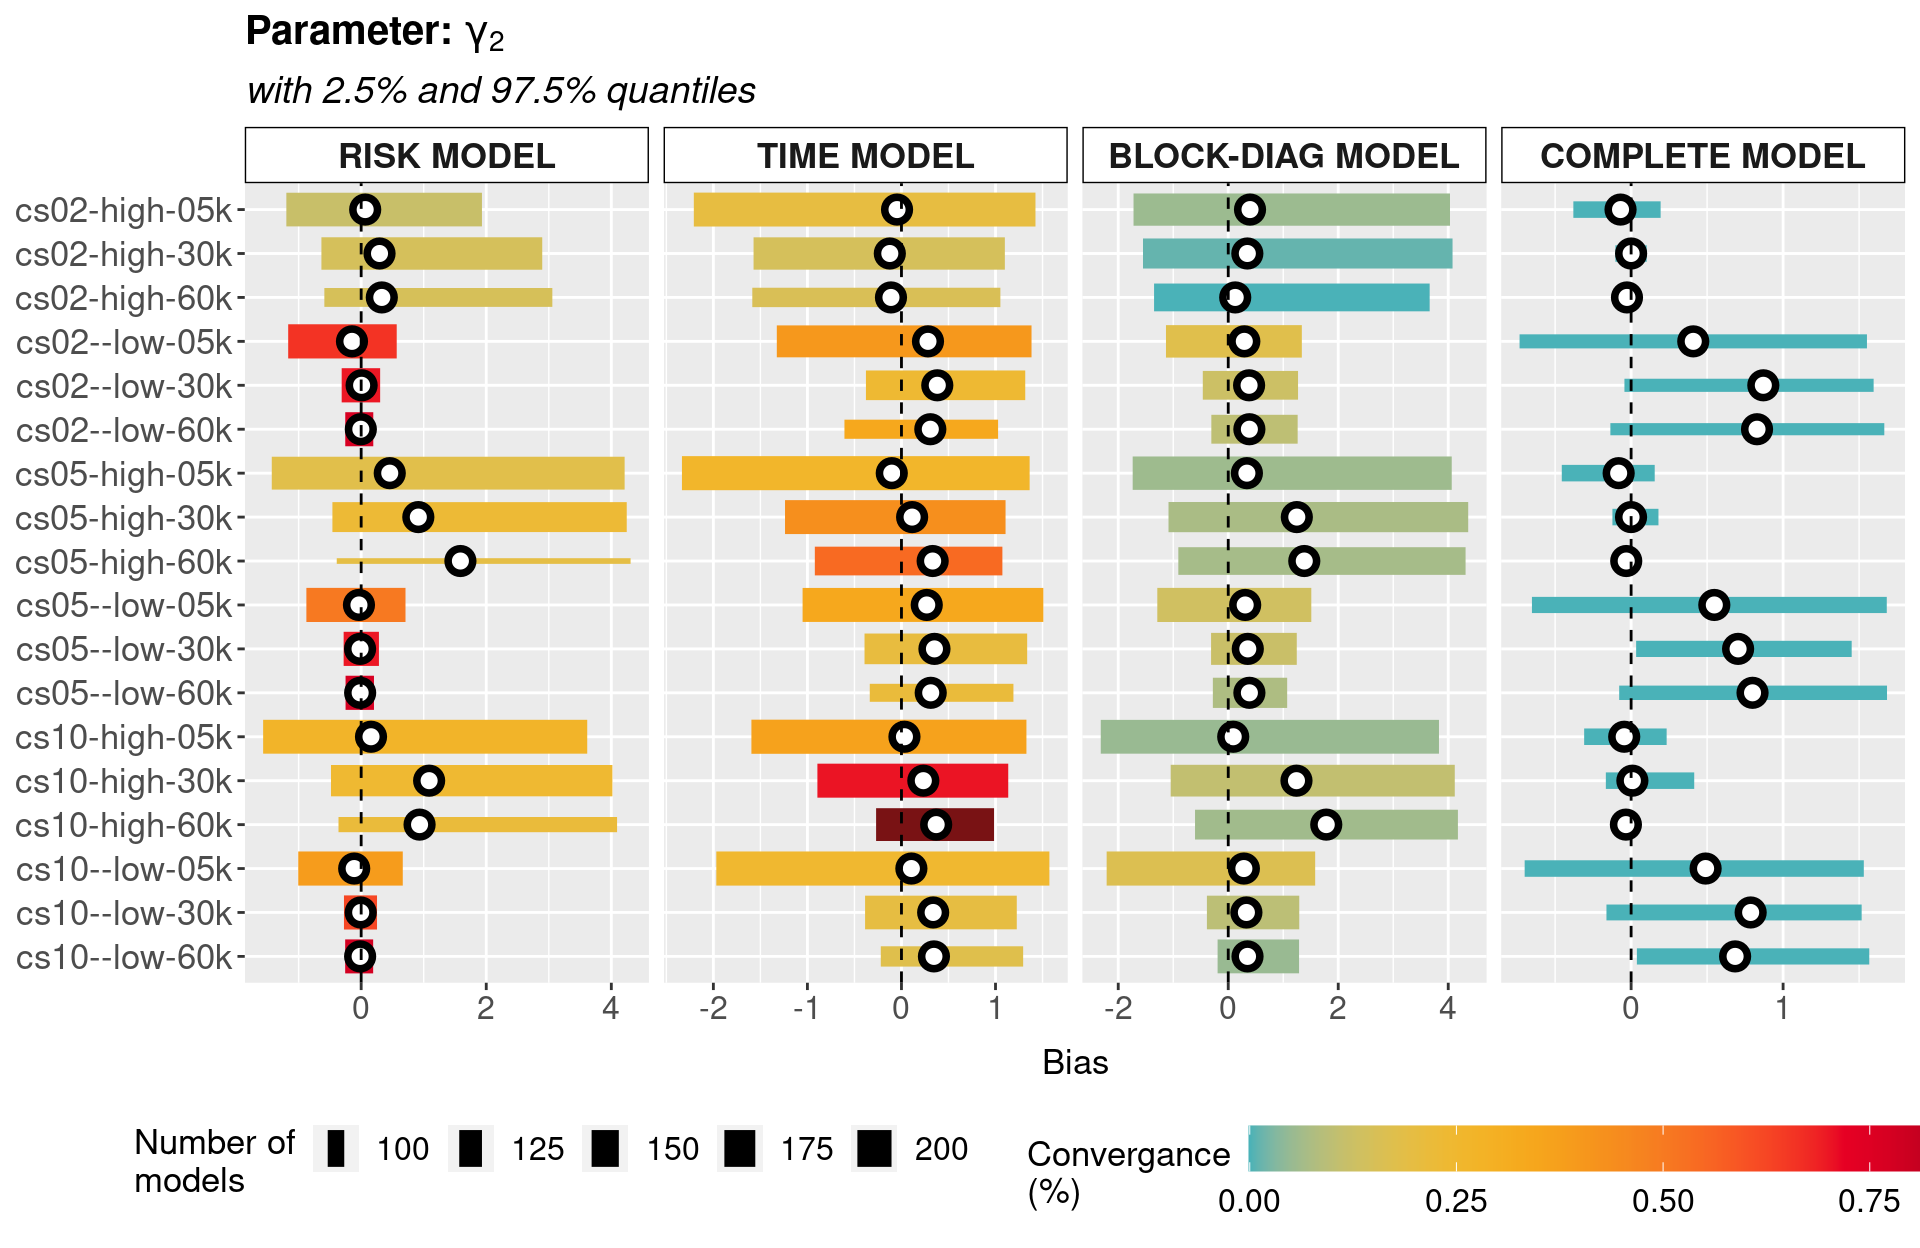 Parameter: γ₂
with 2.5% and 97.5% quantiles
RISK MODEL TIME MODEL BLOCK-DIAG MODEL COMPLETE MODEL
cs02-high-05k
cs02-high-30k
cs02-high-60k
cs02--low-05k
cs02--low-30k
cs02--low-60k
cs05-high-05k
cs05-high-30k
cs05-high-60k
cs05--low-05k
cs05--low-30k
cs05--low-60k
cs10-high-05k
cs10-high-30k
cs10-high-60k
cs10--low-05k
cs10--low-30k
cs10--low-60k
0 2 4 -2 -1 0 1 -2 0 2 4 0 1
Bias
Number of models 100 125 150 175 200
Convergance (%) 0.00 0.25 0.50 0.75